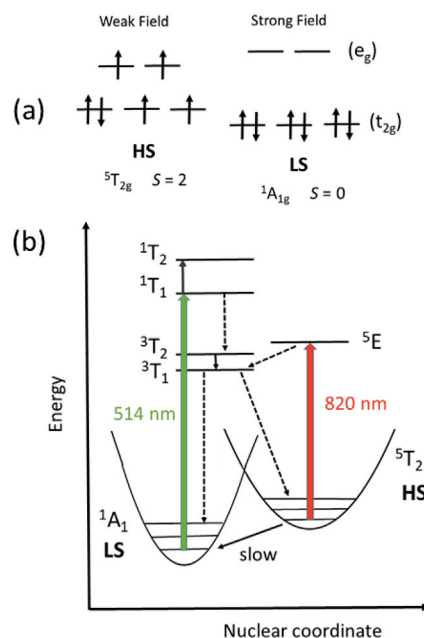 Weak Field Strong Field
(e_g)
(a)
(t_2g)
HS LS
⁵T_2g S = 2 ¹A_1g S = 0
(b)
¹T₂
¹T₁
³T₂
³T₁
⁵E
514 nm 820 nm
Energy
⁵T₂
HS
¹A₁
LS
slow
Nuclear coordinate